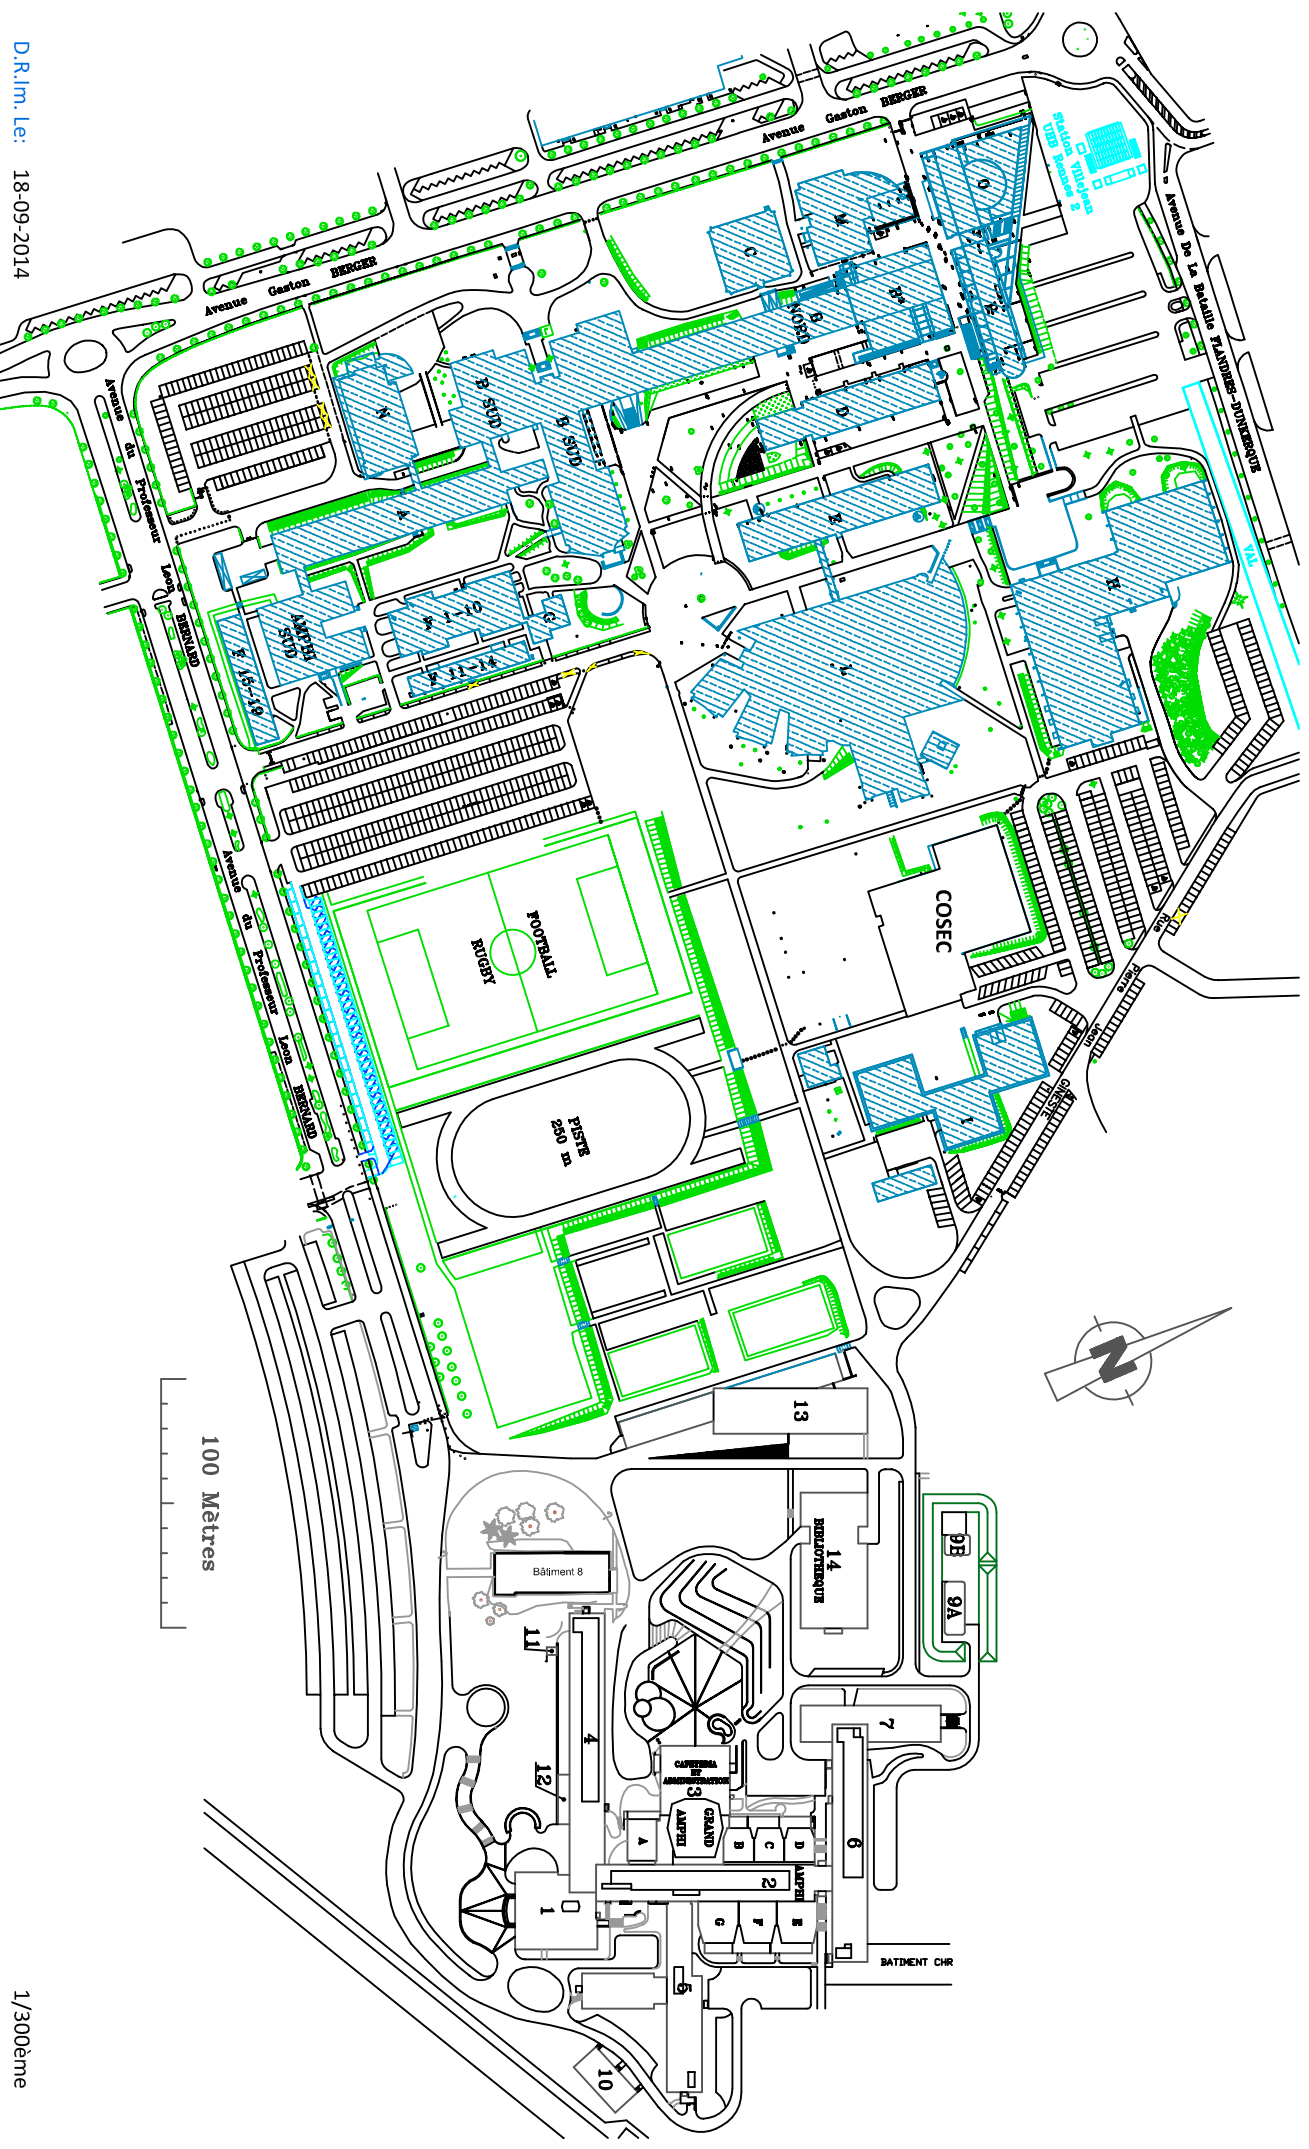 D.R.Im. Le: 18-09-2014
1/300ème
Station Villejean
UHB Rennes 2
Avenue De La Bataille FLANDRES-DUNKERQUE
VAL
Avenue Gaston BERGER
Avenue Gaston BERGER
Avenue du Professeur Leon BERNARD
Avenue du Professeur Leon BERNARD
Rue Pierre Jean GINESTE
O
M
C
B
NORD
D
E
H
L
N
B SUD
B SUD
A
G
F 1-10
F 11-14
F 15-19
AMPHI
SUD
I
COSEC
FOOTBALL
RUGBY
PISTE
250 m
N
100 Mètres
13
14
BIBLIOTHEQUE
9B
9A
Bâtiment 8
11
12
4
7
6
CAFETERIA
ET
ADMINISTRATION
3
GRAND
AMPHI
A
B
C
D
AMPHI
2
1
G
F
E
5
10
BATIMENT CHR